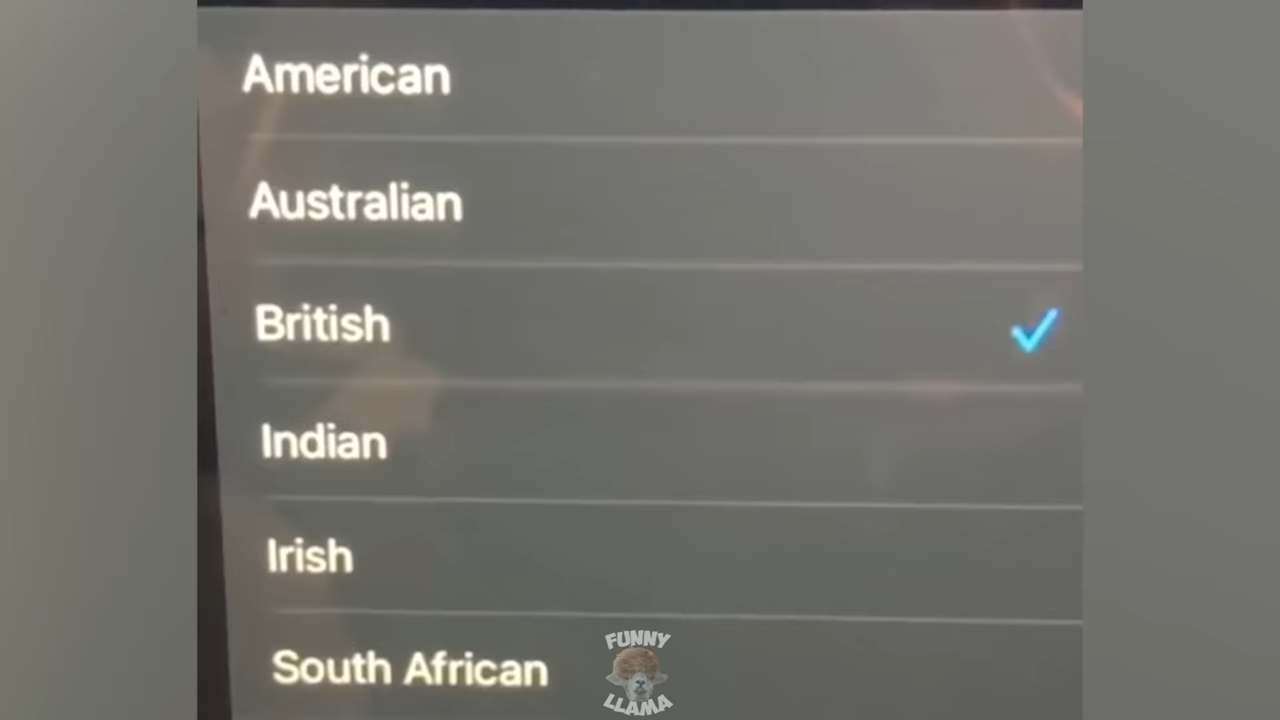 American
Australian
British
Indian
Irish
South African
FUNNY
LLAMA